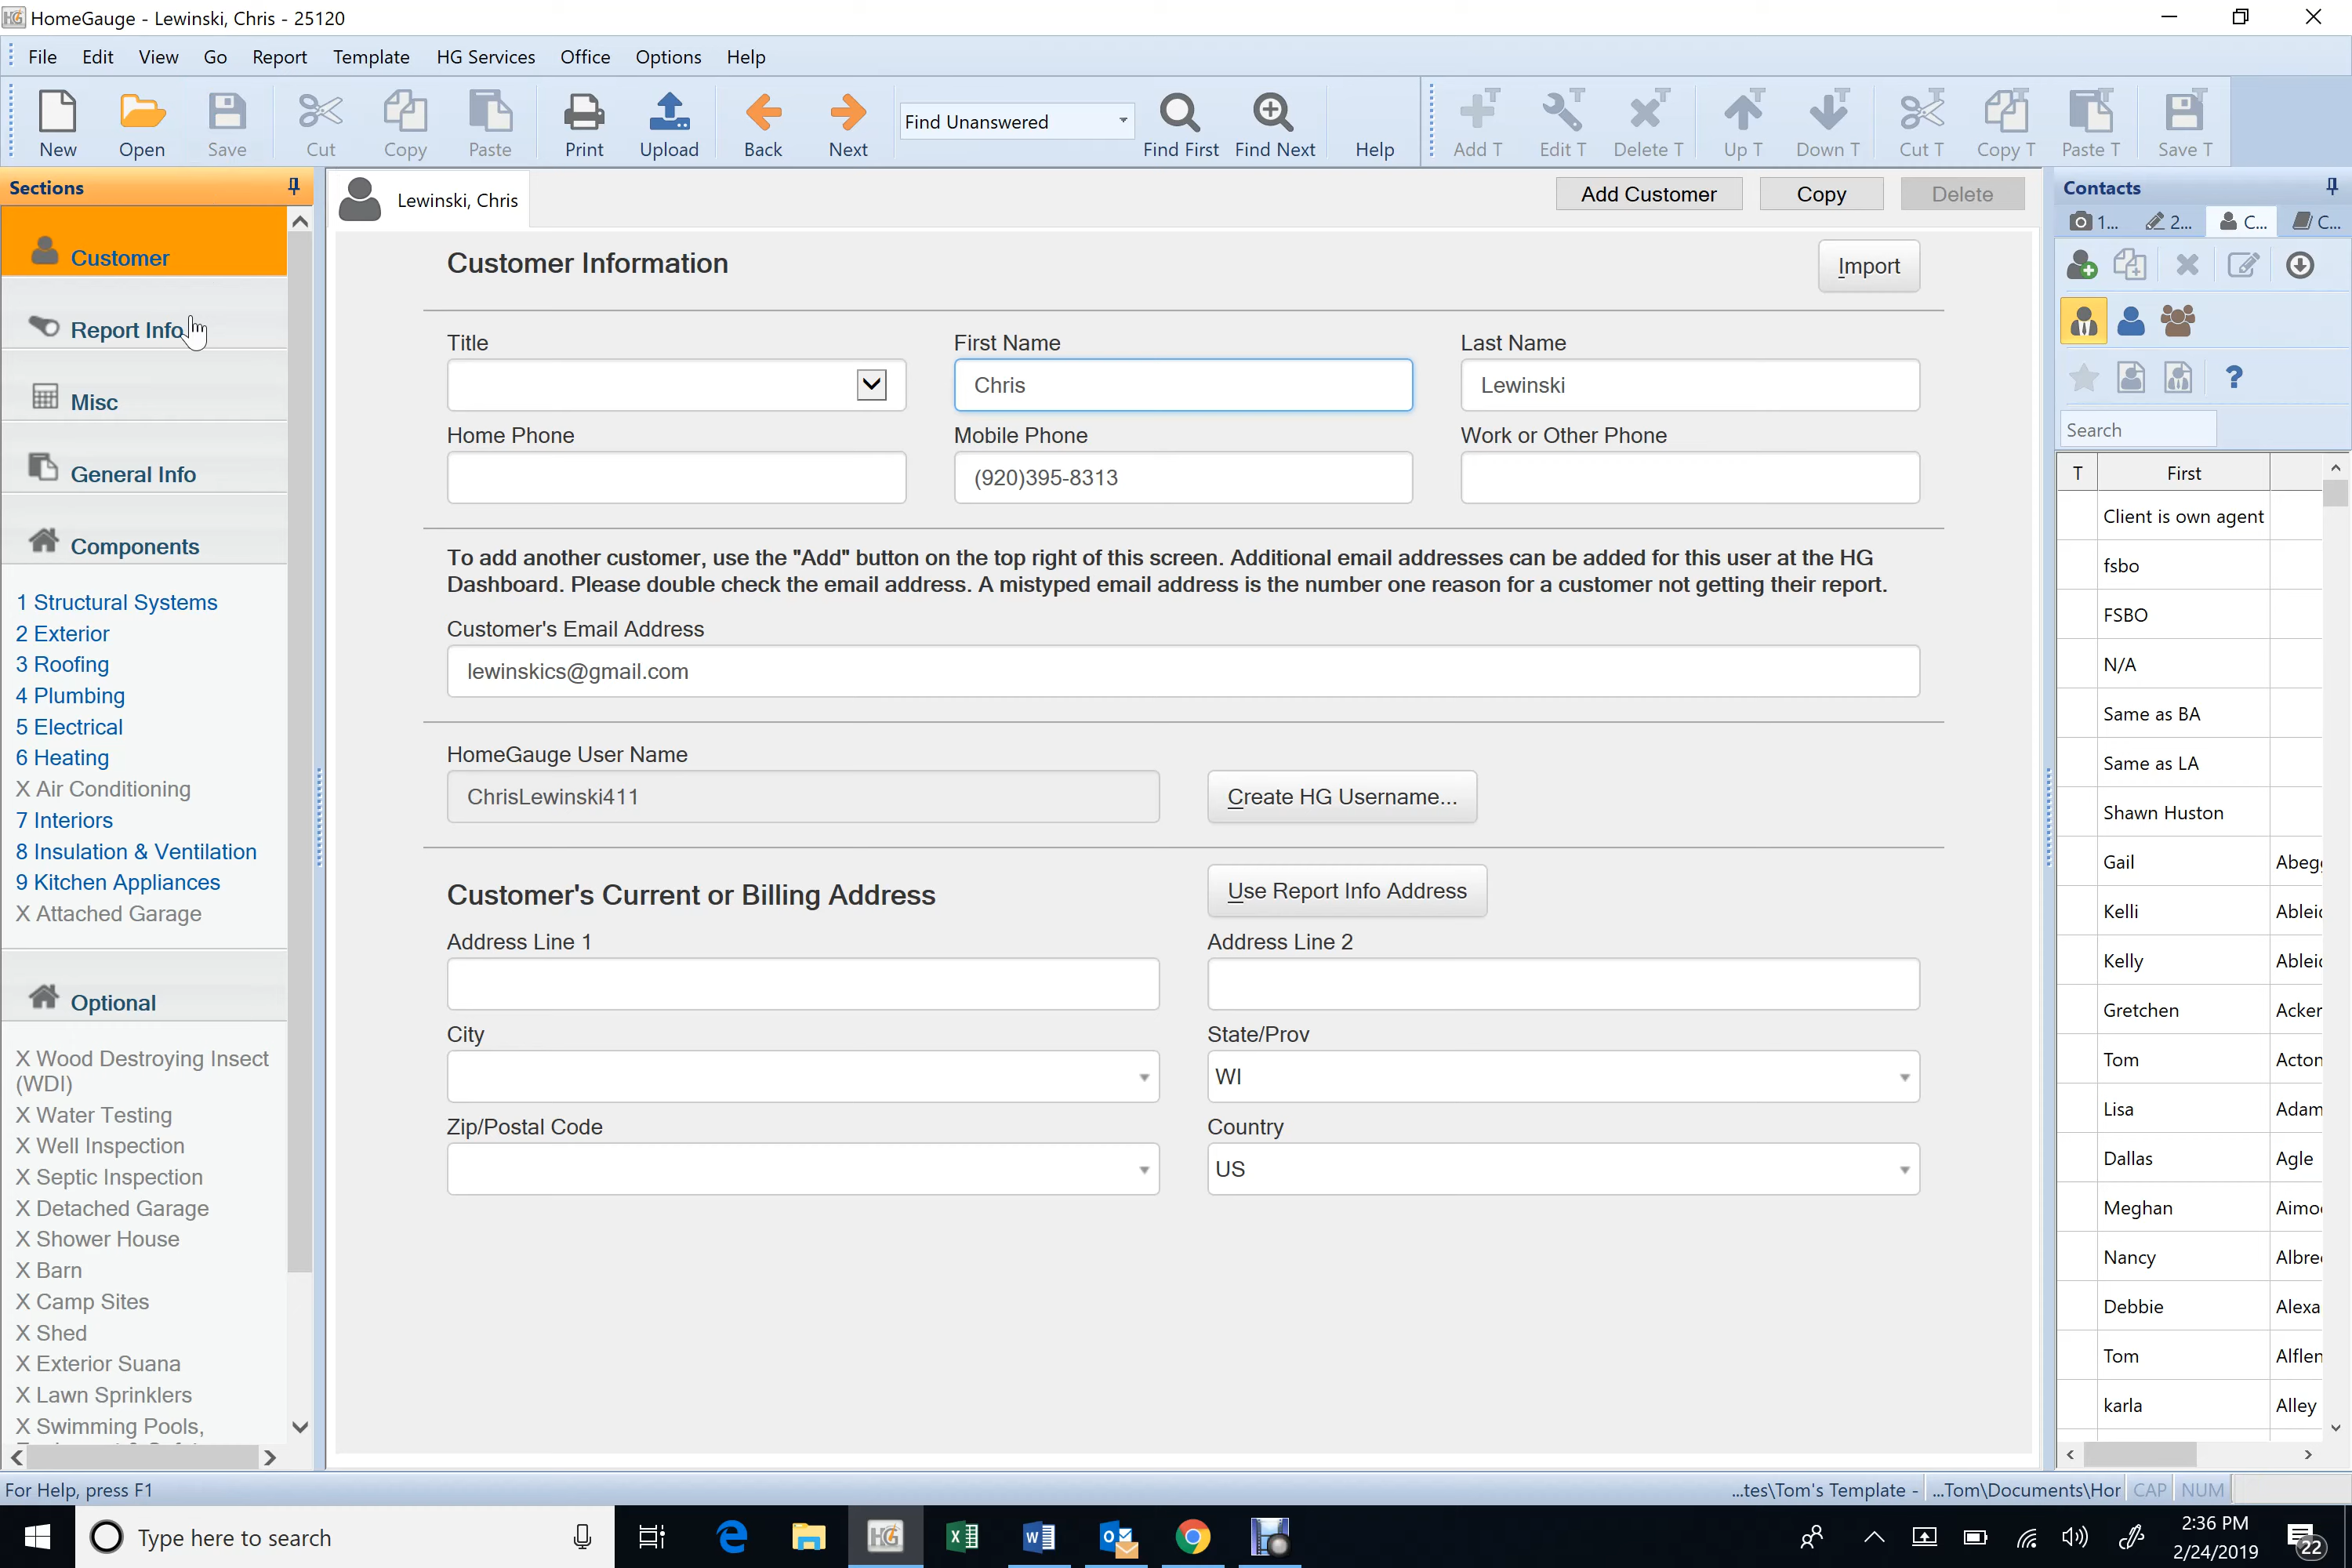 HomeGauge - Lewinski, Chris - 25120
File Edit View Go Report Template HG Services Office Options Help
New Open Save Cut Copy Paste Print Upload Back Next Find Unanswered Find First Find Next Help Add T Edit T Delete T Up T Down T Cut T Copy T Paste T Save T
Sections
Customer
Report Info
Misc
General Info
Components
1 Structural Systems
2 Exterior
3 Roofing
4 Plumbing
5 Electrical
6 Heating
X Air Conditioning
7 Interiors
8 Insulation & Ventilation
9 Kitchen Appliances
X Attached Garage
Optional
X Wood Destroying Insect
(WDI)
X Water Testing
X Well Inspection
X Septic Inspection
X Detached Garage
X Shower House
X Barn
X Camp Sites
X Shed
X Exterior Suana
X Lawn Sprinklers
X Swimming Pools,
Lewinski, Chris
Add Customer Copy Delete
Customer Information
Import
Title First Name Last Name
Chris Lewinski
Home Phone Mobile Phone Work or Other Phone
(920)395-8313
To add another customer, use the "Add" button on the top right of this screen. Additional email addresses can be added for this user at the HG
Dashboard. Please double check the email address. A mistyped email address is the number one reason for a customer not getting their report.
Customer's Email Address
lewinskics@gmail.com
HomeGauge User Name
ChrisLewinski411 Create HG Username...
Customer's Current or Billing Address Use Report Info Address
Address Line 1 Address Line 2
City State/Prov
WI
Zip/Postal Code Country
US
Contacts
1... 2... C... C...
Search
T First
Client is own agent
fsbo
FSBO
N/A
Same as BA
Same as LA
Shawn Huston
Gail Abeg
Kelli Ablei
Kelly Ablei
Gretchen Acker
Tom Acton
Lisa Adam
Dallas Agle
Meghan Aimo
Nancy Albre
Debbie Alexa
Tom Alflen
karla Alley
For Help, press F1 ...tes\Tom's Template - ...Tom\Documents\Hor CAP NUM
Type here to search
2:36 PM
2/24/2019
22